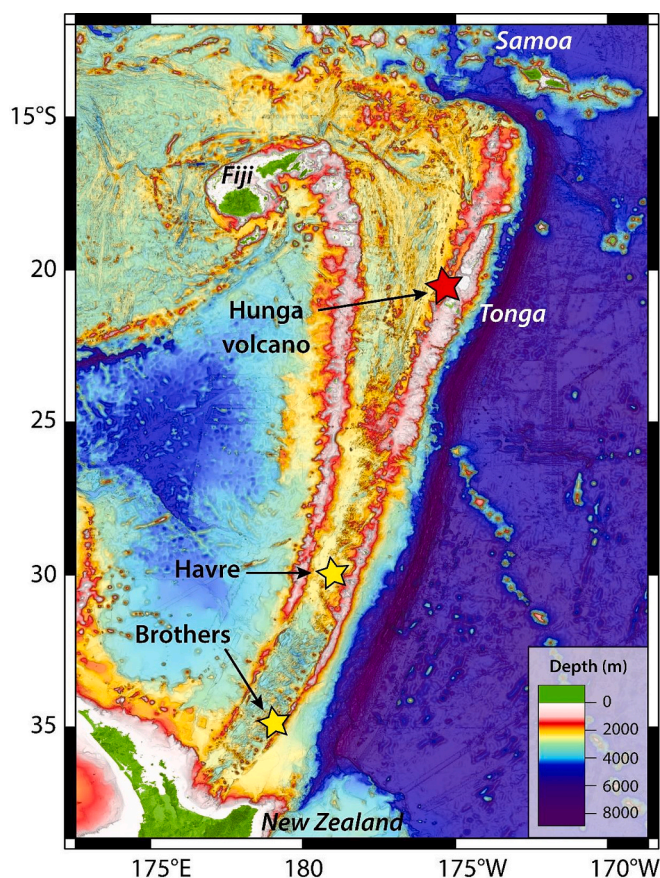 Samoa
15°S
Fiji
20
Hunga
volcano
Tonga
25
Havre
30
Brothers
35
Depth (m)
0
2000
4000
6000
8000
New Zealand
175°E
180
175°W
170°W